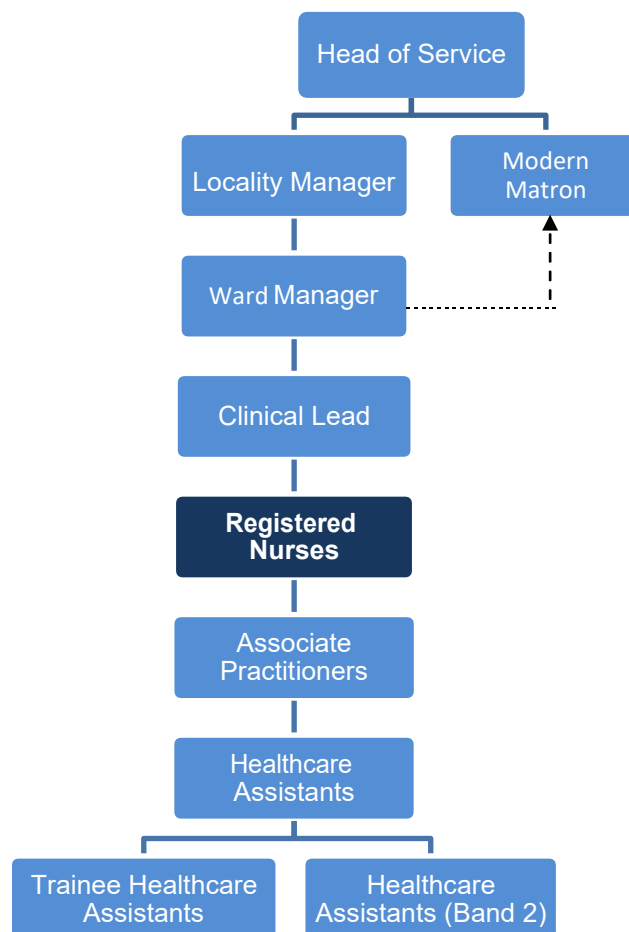 Head of Service
Locality Manager
Modern
Matron
Ward Manager
Clinical Lead
Registered
Nurses
Associate
Practitioners
Healthcare
Assistants
Trainee Healthcare
Assistants
Healthcare
Assistants (Band 2)